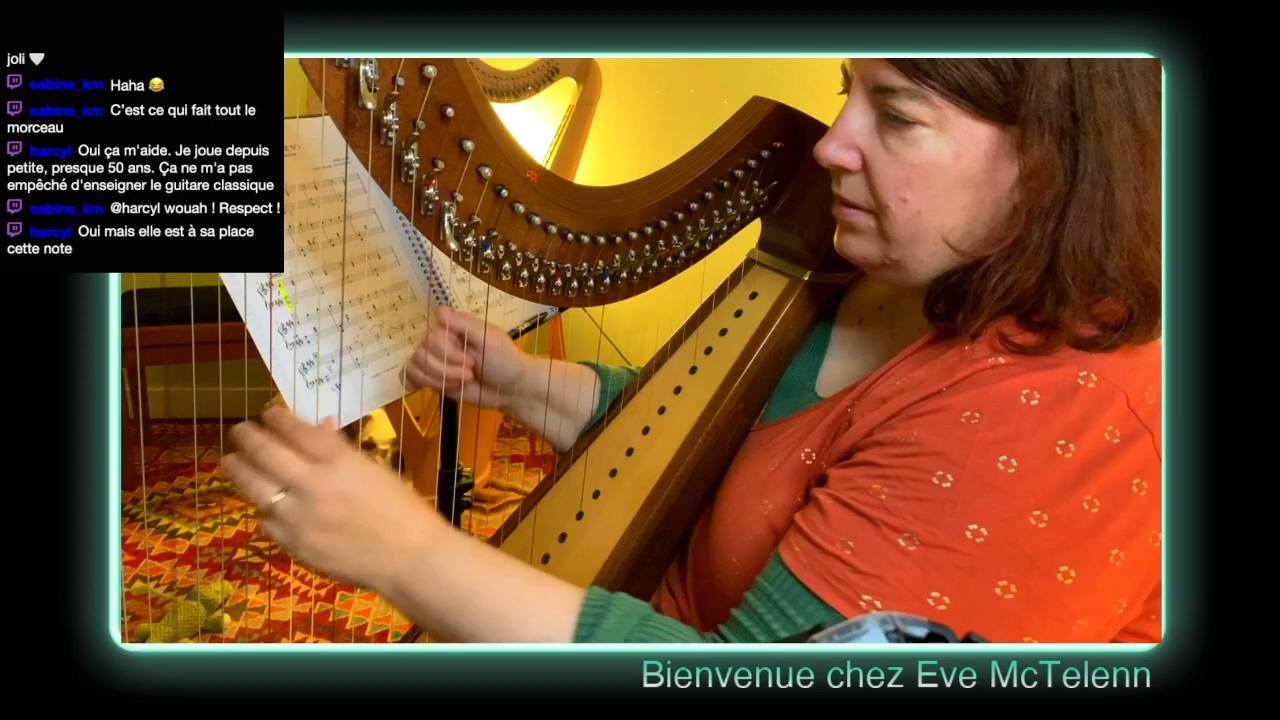 joli 🤍
sabine_km Haha 😂
sabine_km C'est ce qui fait tout le
morceau
harcyl Oui ça m'aide. Je joue depuis
petite, presque 50 ans. Ça ne m'a pas
empêché d'enseigner le guitare classique
sabine_km @harcyl wouah ! Respect !
harcyl Oui mais elle est à sa place
cette note
Bienvenue chez Eve McTelenn